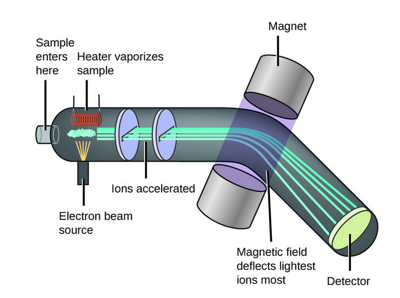 Sample
enters
here
Heater vaporizes
sample
Magnet
Ions accelerated
Electron beam
source
Magnetic field
deflects lightest
ions most
Detector